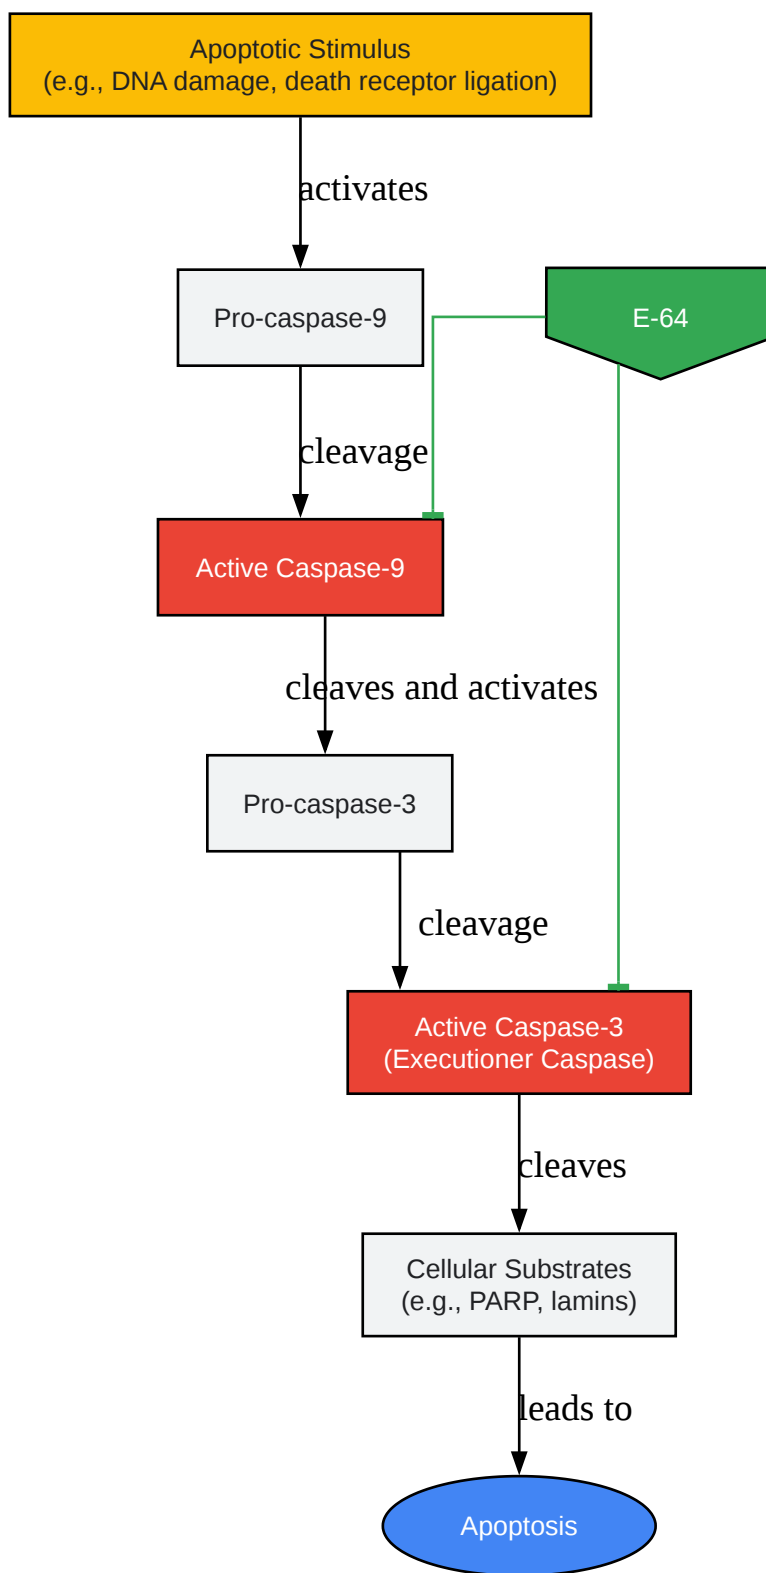 Apoptotic Stimulus
(e.g., DNA damage, death receptor ligation)
activates
Pro-caspase-9
E-64
cleavage
Active Caspase-9
cleaves and activates
Pro-caspase-3
cleavage
Active Caspase-3
(Executioner Caspase)
cleaves
Cellular Substrates
(e.g., PARP, lamins)
leads to
Apoptosis